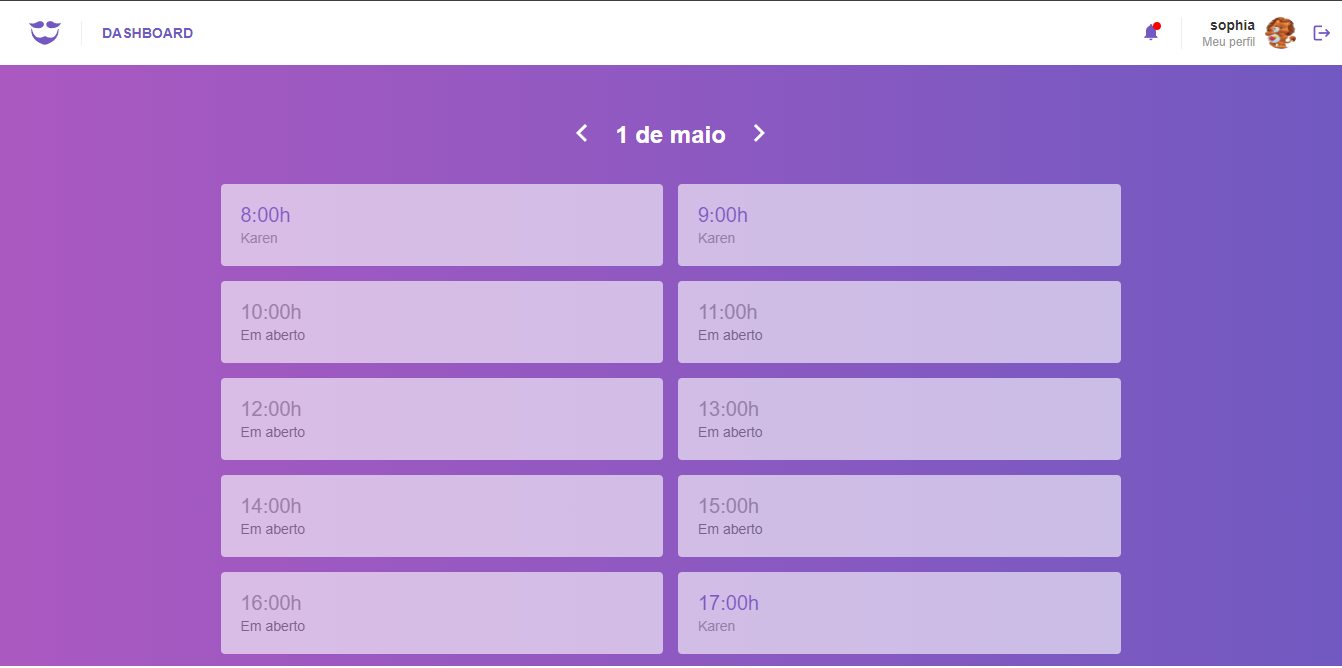 DASHBOARD
sophia
Meu perfil
1 de maio
8:00h
Karen
9:00h
Karen
10:00h
Em aberto
11:00h
Em aberto
12:00h
Em aberto
13:00h
Em aberto
14:00h
Em aberto
15:00h
Em aberto
16:00h
Em aberto
17:00h
Karen